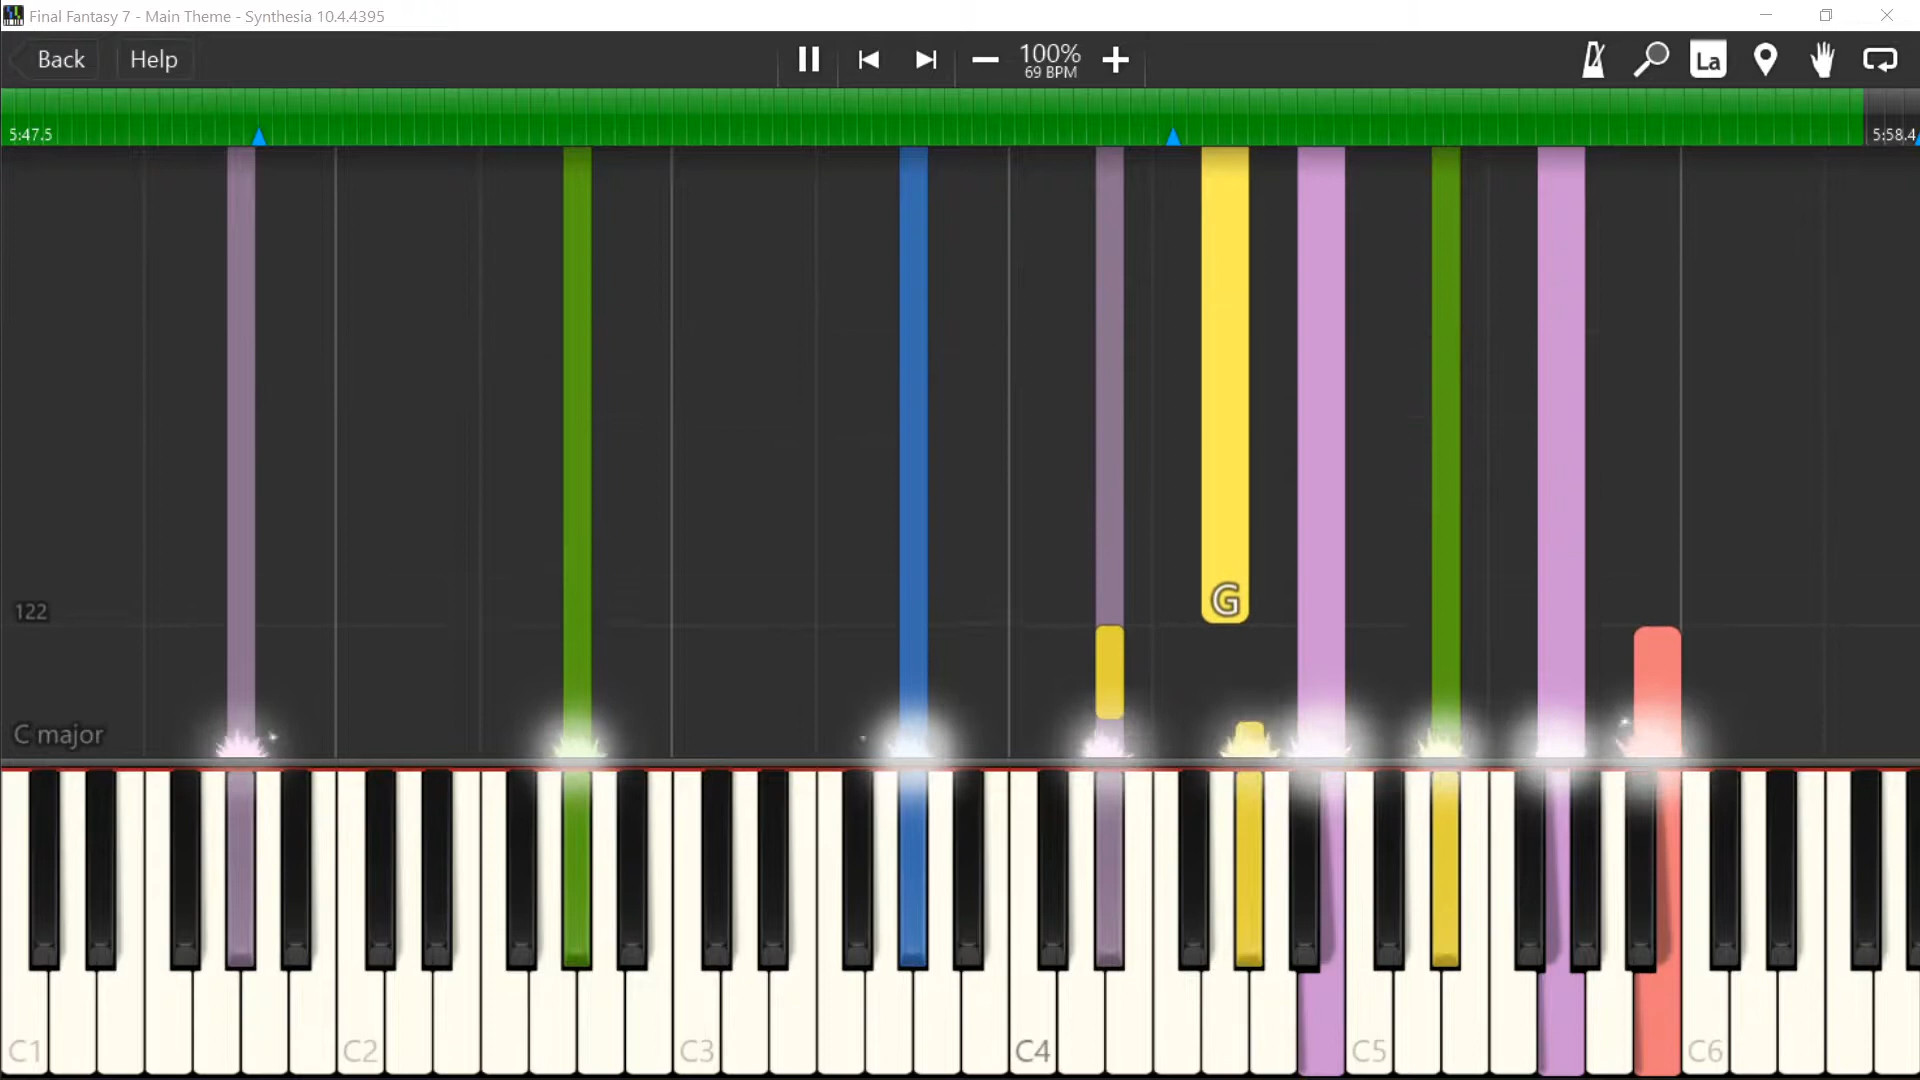 Final Fantasy 7 - Main Theme - Synthesia 10.4.4395
Back
Help
100%
69 BPM
La
5:47.5
5:58.4
G
122
C major
C1
C2
C3
C4
C5
C6